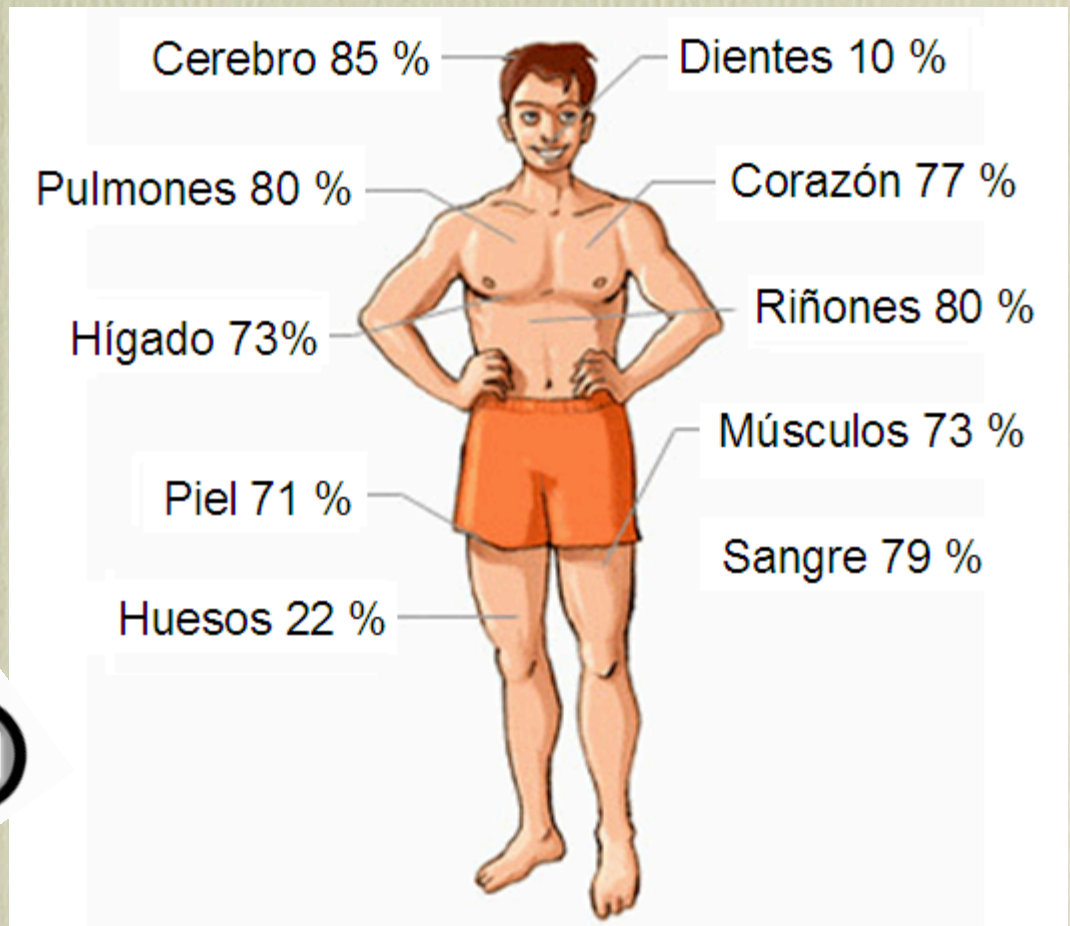 Cerebro 85 %
Dientes 10 %
Pulmones 80 %
Corazón 77 %
Hígado 73%
Riñones 80 %
Músculos 73 %
Piel 71 %
Sangre 79 %
Huesos 22 %